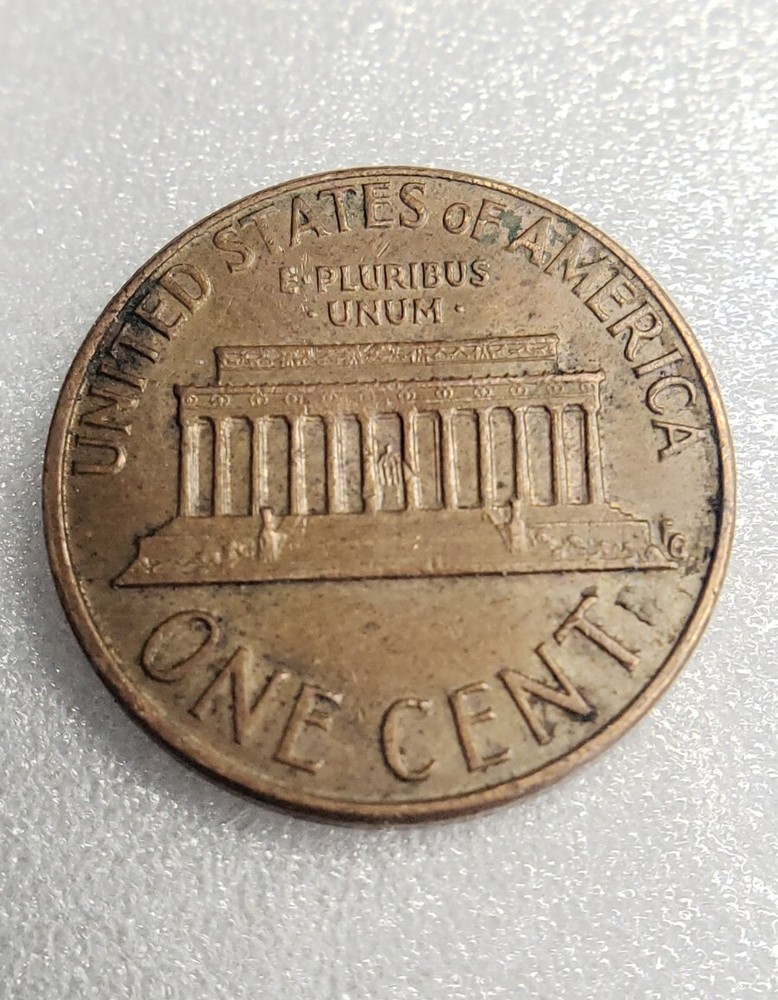 UNITED STATES OF AMERICA
E·PLURIBUS
·UNUM·
ONE CENT